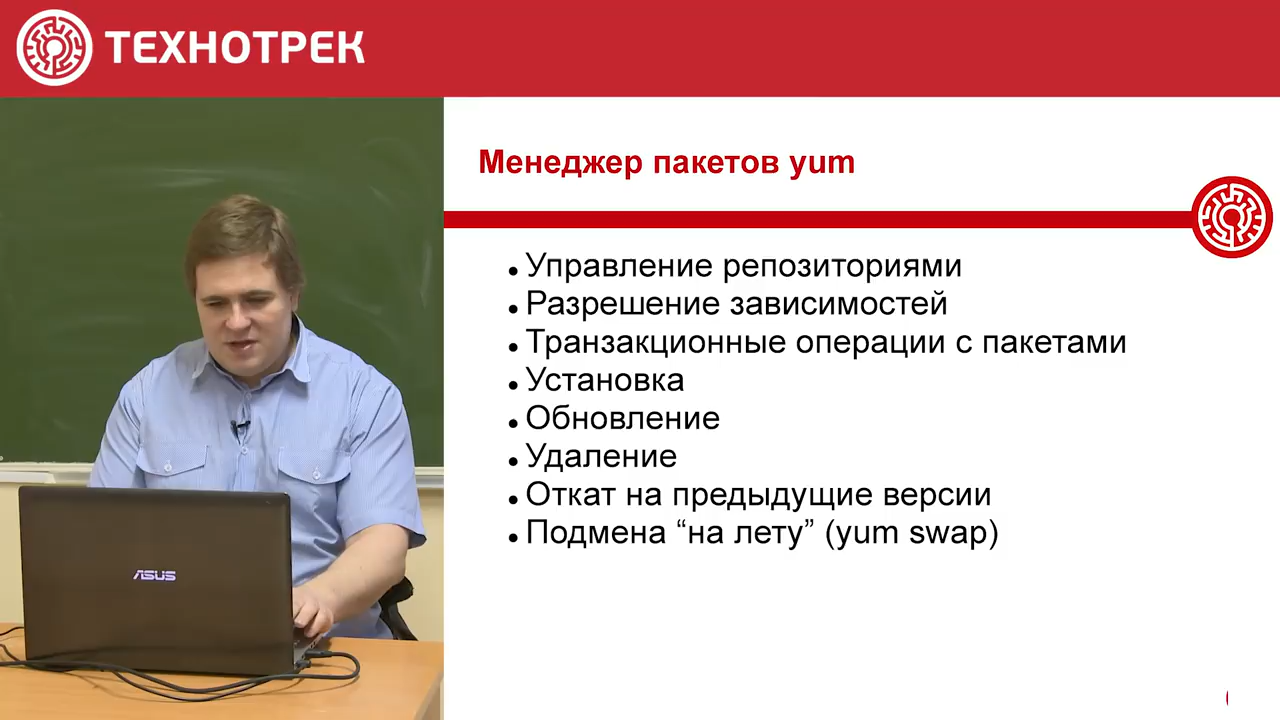 ТЕХНОТРЕК
Менеджер пакетов yum
Управление репозиториями
Разрешение зависимостей
Транзакционные операции с пакетами
Установка
Обновление
Удаление
Откат на предыдущие версии
Подмена “на лету” (yum swap)
ASUS